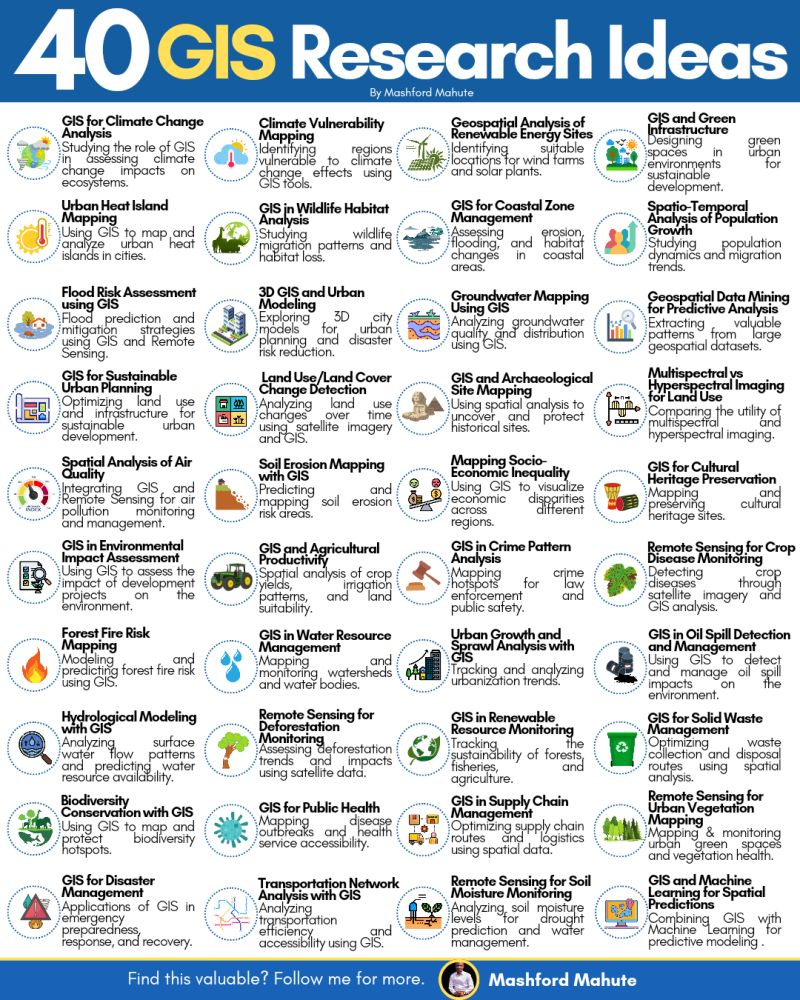 40 GIS Research Ideas
By Mashford Mahute
GIS for Climate Change
Analysis
Studying the role of GIS
in assessing climate
change impacts on
ecosystems.
Climate Vulnerability
Mapping
Identifying regions
vulnerable to climate
change effects using
GIS tools.
Geospatial Analysis of
Renewable Energy Sites
Identifying suitable
locations for wind farms
and solar plants.
GIS and Green
Infrastructure
Designing green
spaces in urban
environments for
sustainable
development.
Urban Heat Island
Mapping
Using GIS to map and
analyze urban heat
islands in cities.
GIS in Wildlife Habitat
Analysis
Studying wildlife
migration patterns and
habitat loss.
GIS for Coastal Zone
Management
Assessing erosion,
flooding, and habitat
changes in coastal
areas.
Spatio-Temporal
Analysis of Population
Growth
Studying population
dynamics and migration
trends.
Flood Risk Assessment
using GIS
Flood prediction and
mitigation strategies
using GIS and Remote
Sensing.
3D GIS and Urban
Modeling
Exploring 3D city
models for urban
planning and disaster
risk reduction.
Groundwater Mapping
Using GIS
Analyzing groundwater
quality and distribution
using GIS.
Geospatial Data Mining
for Predictive Analysis
Extracting valuable
patterns from large
geospatial datasets.
GIS for Sustainable
Urban Planning
Optimizing land use
and infrastructure for
sustainable urban
development.
Land Use/Land Cover
Change Detection
Analyzing land use
changes over time
using satellite imagery
and GIS.
GIS and Archaeological
Site Mapping
Using spatial analysis to
uncover and protect
historical sites.
Multispectral vs
Hyperspectral Imaging
for Land Use
Comparing the utility of
multispectral and
hyperspectral imaging.
Spatial Analysis of Air
Quality
Integrating GIS and
Remote Sensing for air
pollution monitoring
and management.
Soil Erosion Mapping
with GIS
Predicting and
mapping soil erosion
risk areas.
Mapping Socio-
Economic Inequality
Using GIS to visualize
economic disparities
across different
regions.
GIS for Cultural
Heritage Preservation
Mapping and
preserving cultural
heritage sites.
GIS in Environmental
Impact Assessment
Using GIS to assess the
impact of development
projects on the
environment.
GIS and Agricultural
Productivity
Spatial analysis of crop
yields, irrigation
patterns, and land
suitability.
GIS in Crime Pattern
Analysis
Mapping crime
hotspots for law
enforcement and
public safety.
Remote Sensing for Crop
Disease Monitoring
Detecting crop
diseases through
satellite imagery and
GIS analysis.
Forest Fire Risk
Mapping
Modeling and
predicting forest fire risk
using GIS.
GIS in Water Resource
Management
Mapping and
monitoring watersheds
and water bodies.
Urban Growth and
Sprawl Analysis with
GIS
Tracking and analyzing
urbanization trends.
GIS in Oil Spill Detection
and Management
Using GIS to detect
and manage oil spill
impacts on the
environment.
Hydrological Modeling
with GIS
Analyzing surface
water flow patterns
and predicting water
resource availability.
Remote Sensing for
Deforestation
Monitoring
Assessing deforestation
trends and impacts
using satellite data.
GIS in Renewable
Resource Monitoring
Tracking the
sustainability of forests,
fisheries, and
agriculture.
GIS for Solid Waste
Management
Optimizing waste
collection and disposal
routes using spatial
analysis.
Biodiversity
Conservation with GIS
Using GIS to map and
protect biodiversity
hotspots.
GIS for Public Health
Mapping disease
outbreaks and health
service accessibility.
GIS in Supply Chain
Management
Optimizing supply chain
routes and logistics
using spatial data.
Remote Sensing for
Urban Vegetation
Mapping
Mapping & monitoring
urban green spaces
and vegetation health.
GIS for Disaster
Management
Applications of GIS in
emergency
preparedness,
response, and recovery.
Transportation Network
Analysis with GIS
Analyzing
transportation
efficiency and
accessibility using GIS.
Remote Sensing for Soil
Moisture Monitoring
Analyzing soil moisture
levels for drought
prediction and water
management.
GIS and Machine
Learning for Spatial
Predictions
Combining GIS with
Machine Learning for
predictive modeling .
Find this valuable? Follow me for more.
Mashford Mahute